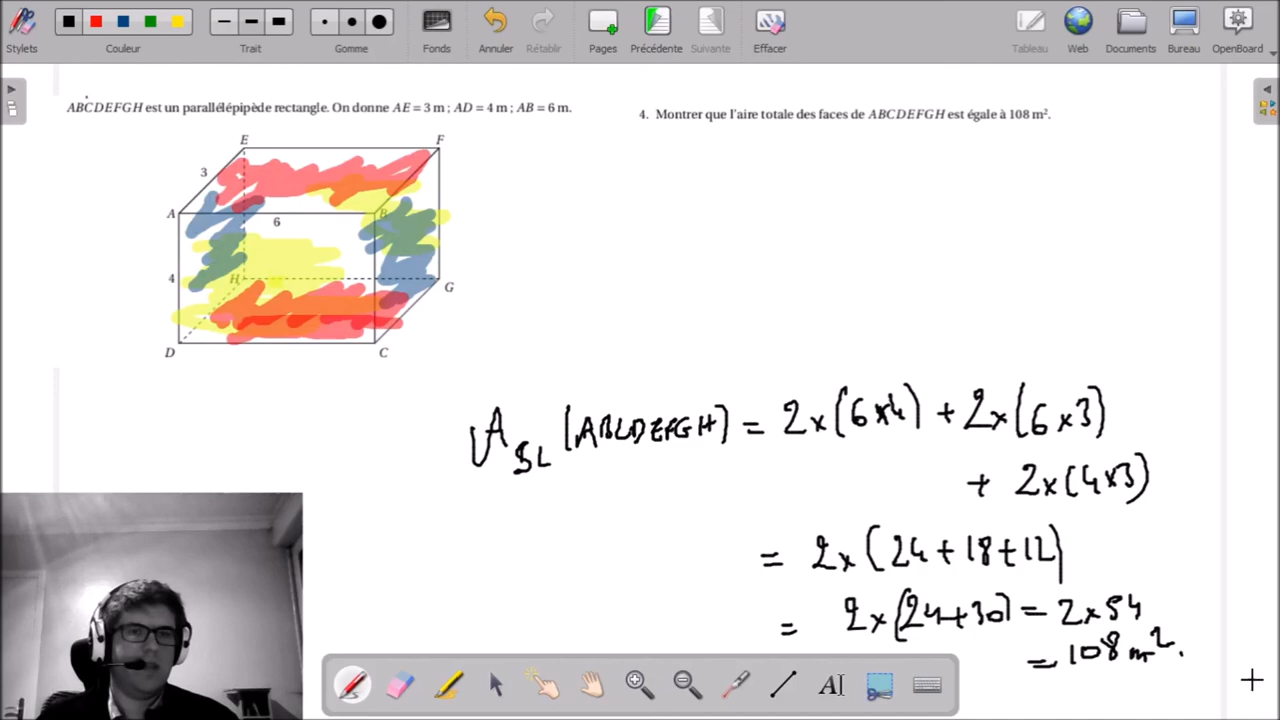 Stylets
Couleur
Trait
Gomme
Fonds
Annuler
Rétablir
Pages
Précédente
Suivante
Effacer
Tableau
Web
Documents
Bureau
OpenBoard
ABCDEFGH est un parallélépipède rectangle. On donne AE = 3 m ; AD = 4 m ; AB = 6 m.
4. Montrer que l'aire totale des faces de ABCDEFGH est égale à 108 m².
E
F
3
A
B
6
4
H
G
D
C
A SL (ABCDEFGH) = 2×(6×4) + 2×(6×3)
+ 2×(4×3)
= 2×(24+18+12)
= 2×(24+30) = 2×54
= 108 m².